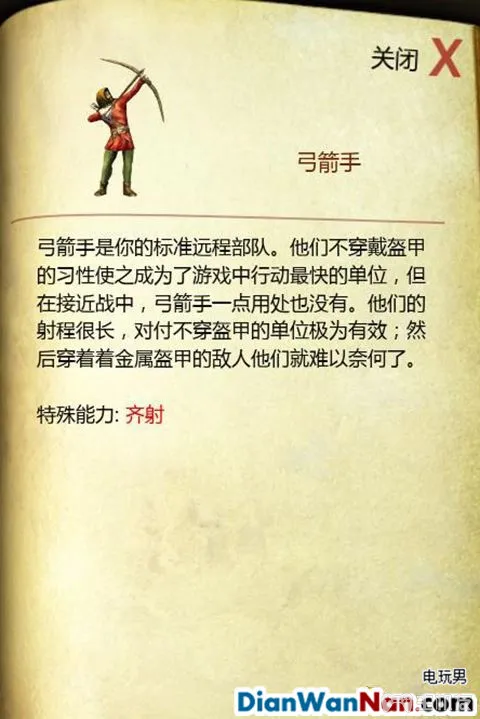 关闭 X
弓箭手
弓箭手是你的标准远程部队。他们不穿戴盔甲
的习性使之成为了游戏中行动最快的单位，但
在接近战中，弓箭手一点用处也没有。他们的
射程很长，对付不穿盔甲的单位极为有效；然
后穿着着金属盔甲的敌人他们就难以奈何了。
特殊能力: 齐射
电玩男
DianWanNan.com